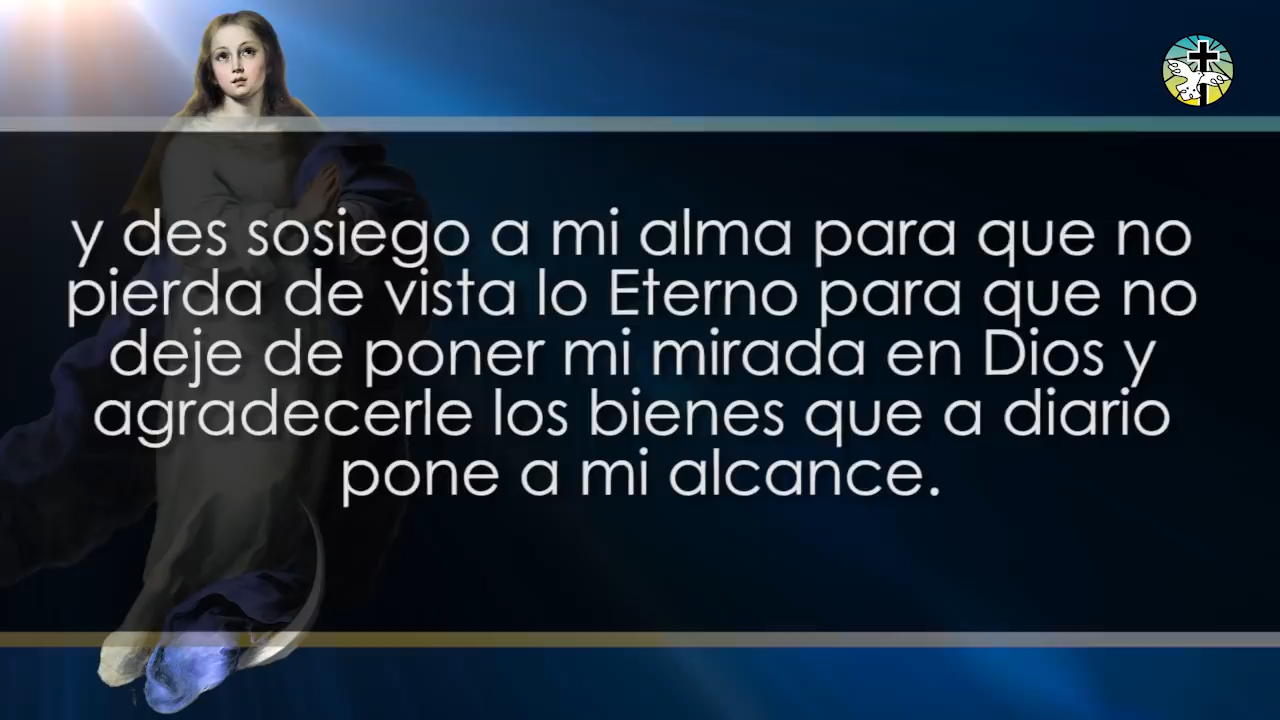 y des sosiego a mi alma para que no
pierda de vista lo Eterno para que no
deje de poner mi mirada en Dios y
agradecerle los bienes que a diario
pone a mi alcance.